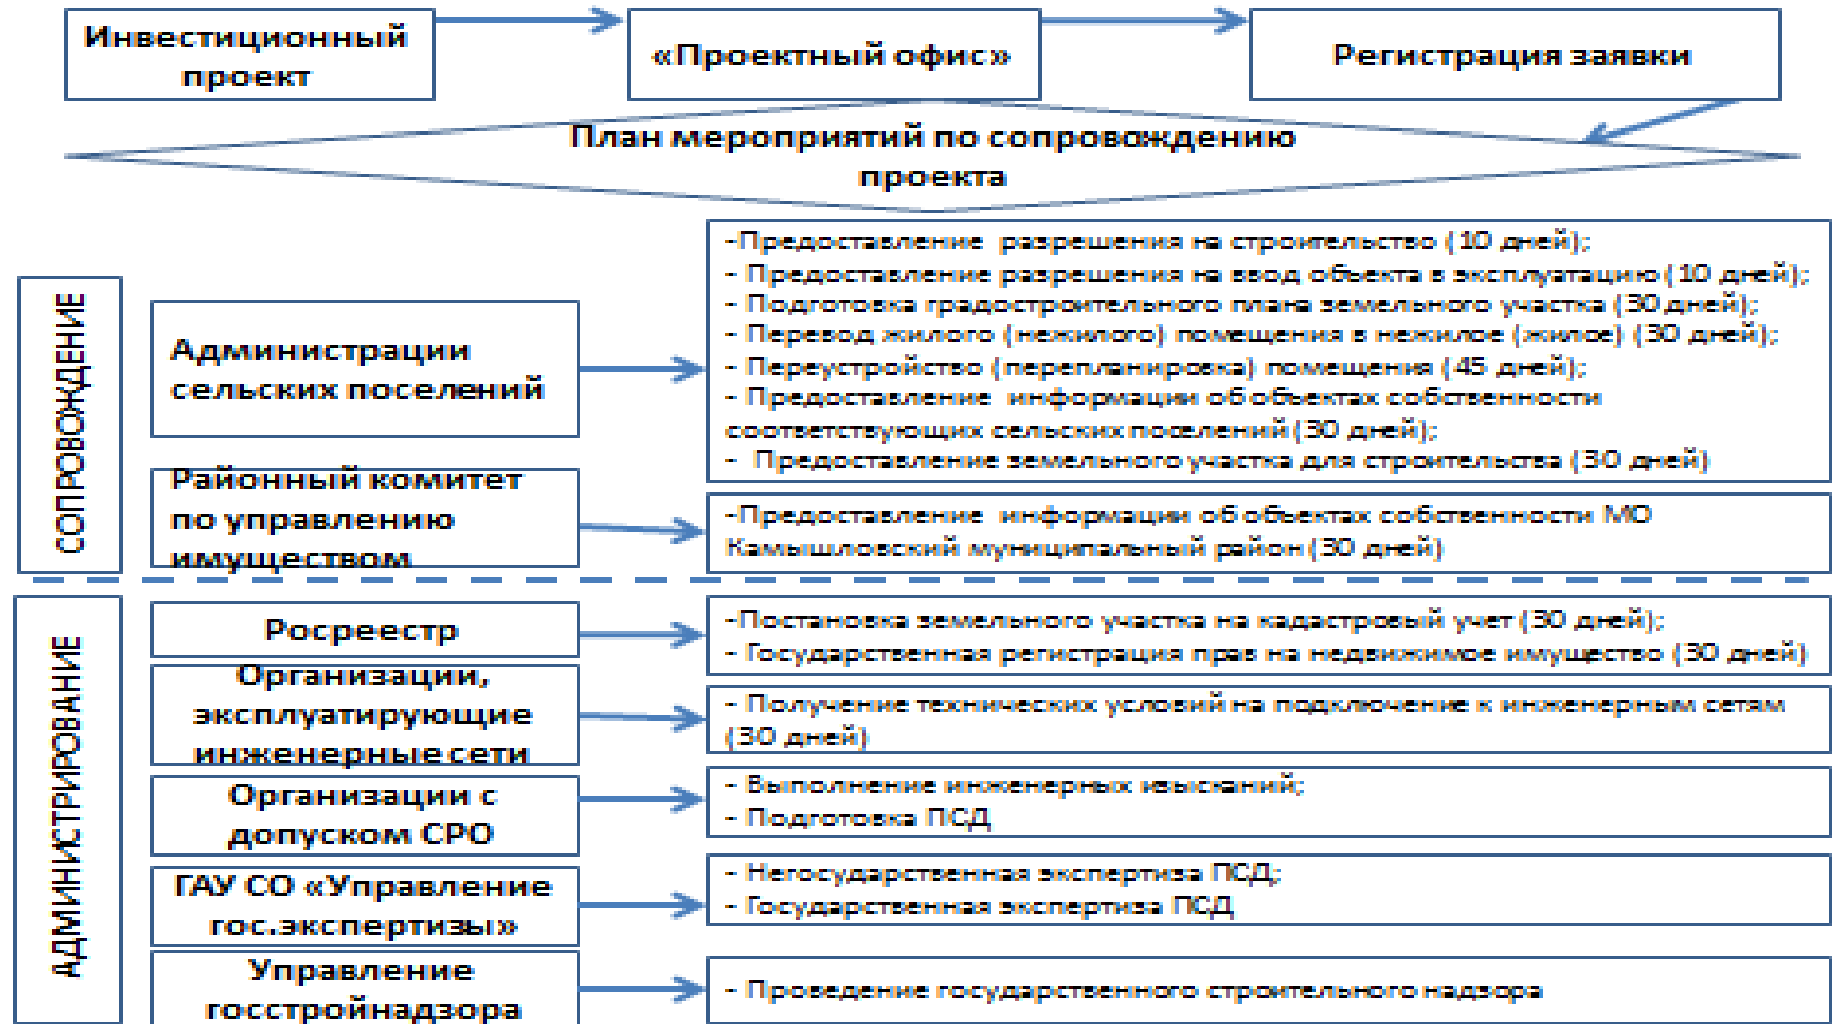 Инвестиционный
проект
«Проектный офис»
Регистрация заявки
План мероприятий по сопровождению
проекта
СОПРОВОЖДЕНИЕ
Администрации
сельских поселений
-Предоставление разрешения на строительство (10 дней);
- Предоставление разрешения на ввод объекта в эксплуатацию (10 дней);
- Подготовка градостроительного плана земельного участка (30 дней);
- Перевод жилого (нежилого) помещения в нежилое (жилое) (30 дней);
- Переустройство (перепланировка) помещения (45 дней);
- Предоставление информации об объектах собственности
соответствующих сельских поселений (30 дней);
- Предоставление земельного участка для строительства (30 дней)
Районный комитет
по управлению
имуществом
-Предоставление информации об объектах собственности МО
Камышловский муниципальный район (30 дней)
АДМИНИСТРИРОВАНИЕ
Росреестр
-Постановка земельного участка на кадастровый учет (30 дней);
- Государственная регистрация прав на недвижимое имущество (30 дней)
Организации,
эксплуатирующие
инженерные сети
- Получение технических условий на подключение к инженерным сетям
(30 дней)
Организации с
допуском СРО
- Выполнение инженерных изысканий;
- Подготовка ПСД
ГАУ СО «Управление
гос.экспертизы»
- Негосударственная экспертиза ПСД;
- Государственная экспертиза ПСД
Управление
госстройнадзора
- Проведение государственного строительного надзора